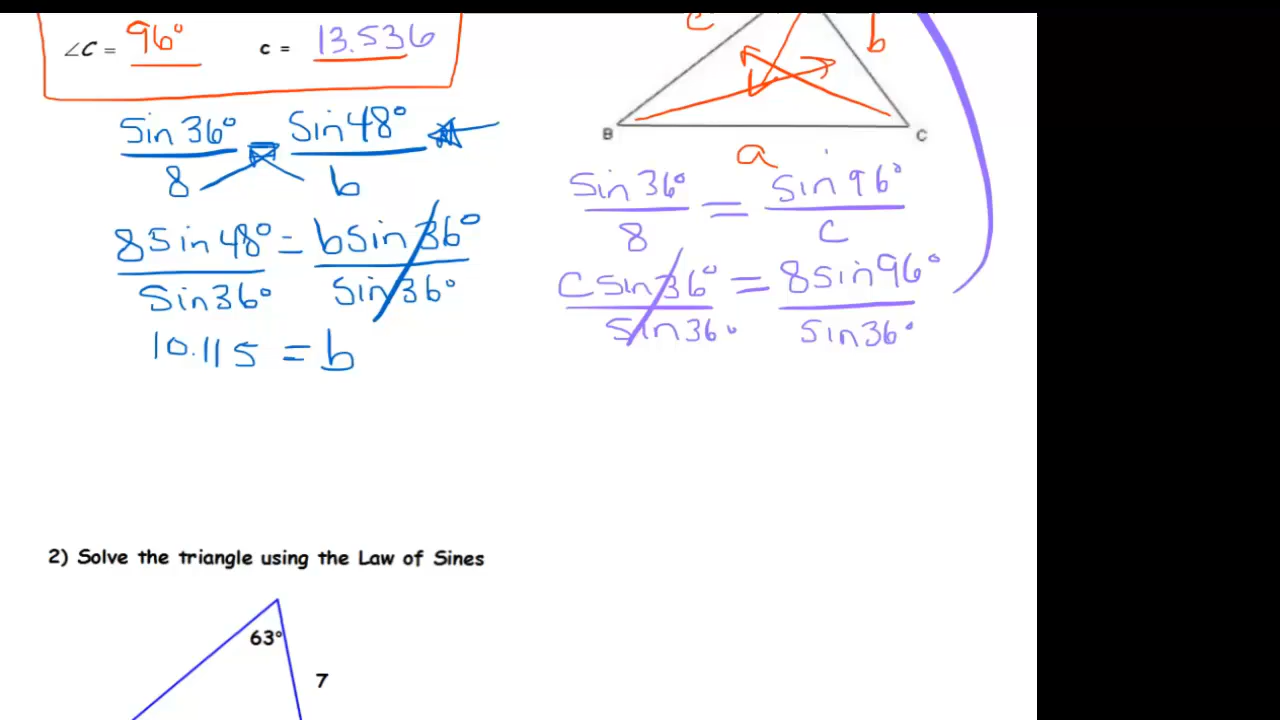 ∠C = 96° c = 13.536
c
b
B
C
a
sin 36° = sin 48°
8 b
8 sin 48° = b sin 36°
sin 36° sin 36°
10.115 = b
sin 36° = sin 96°
8 c
c sin 36° = 8 sin 96°
sin 36° sin 36°
2) Solve the triangle using the Law of Sines
63°
7